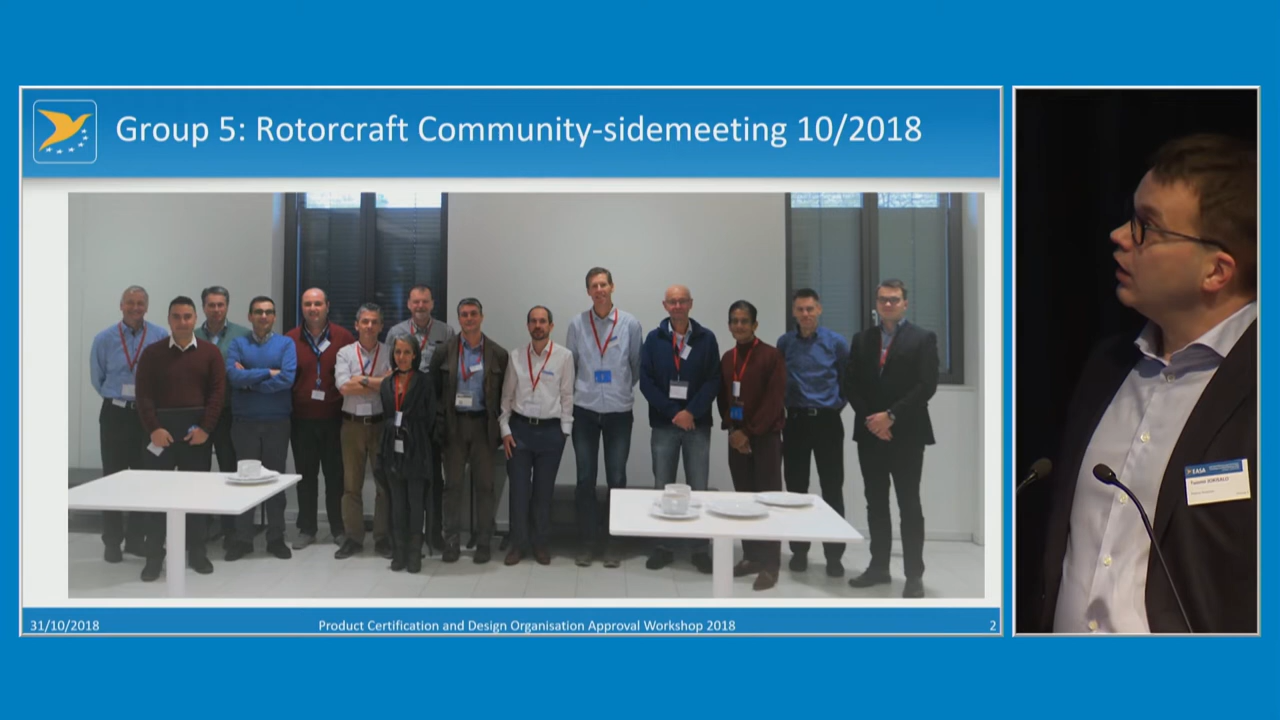 Group 5: Rotorcraft Community-sidemeeting 10/2018
31/10/2018
Product Certification and Design Organisation Approval Workshop 2018
2
EASA